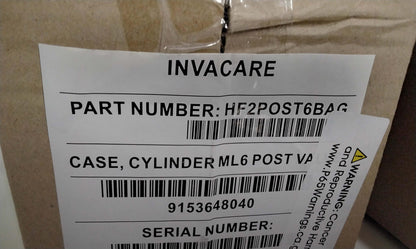 INVACARE
PART NUMBER: HF2POST6BAG
CASE, CYLINDER ML6 POST VA
9153648040
SERIAL NUMBER:
⚠WARNING: cancer
and Reproductive Harm
www.P65Warnings.ca.g